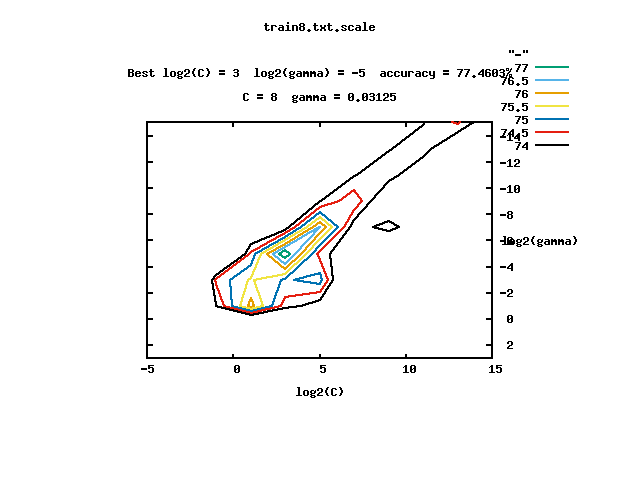 train8.txt.scale
"-"
Best log2(C) = 3  log2(gamma) = -5  accuracy = 77.4603%
77
76.5
C = 8  gamma = 0.03125
76
75.5
75
74.5
74
-14
-12
-10
-8
-6
log2(gamma)
-4
-2
0
2
-5 0 5 10 15
log2(C)